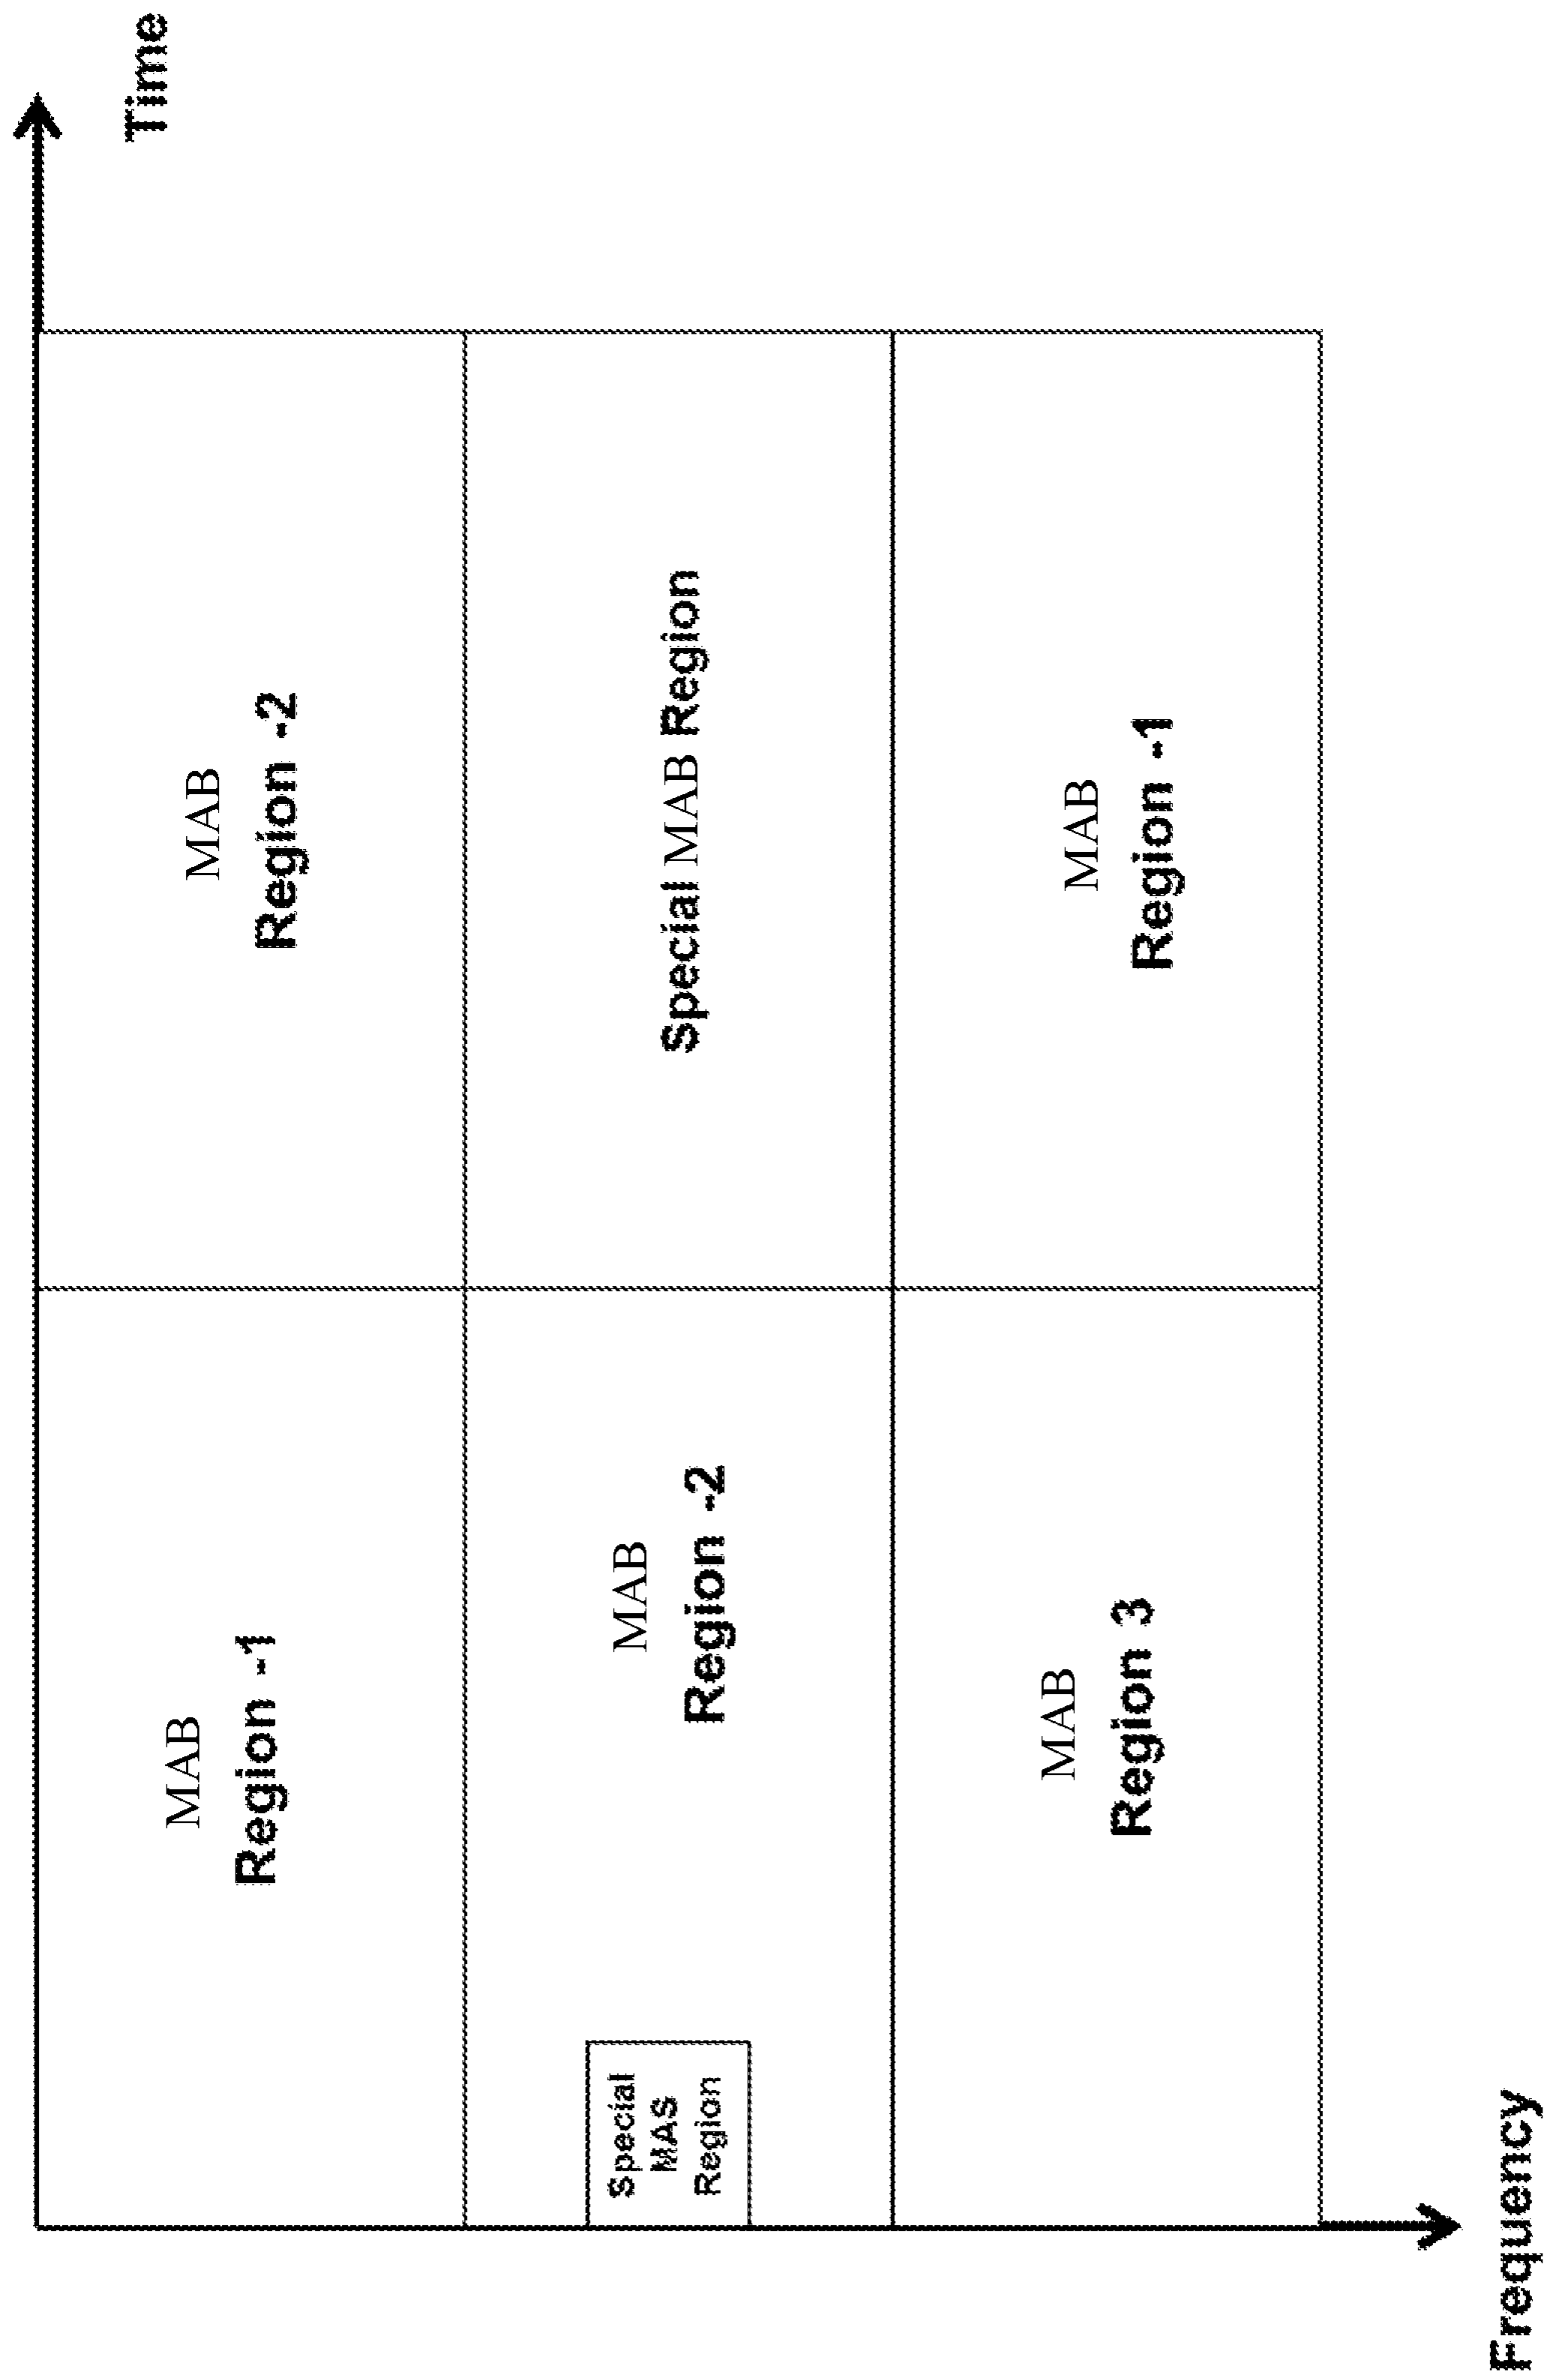 Time
MAB
Region -1
MAB
Region -2
Special
MAS
Region
MAB
Region -2
Special MAB Region
MAB
Region 3
MAB
Region -1
Frequency